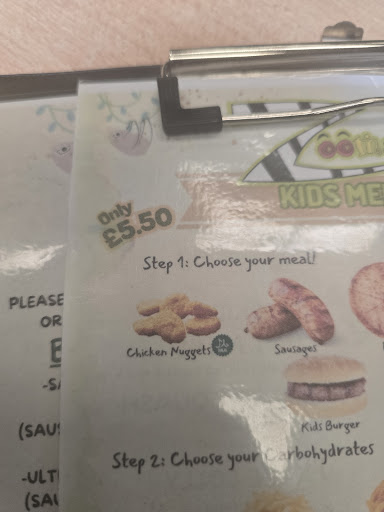 KIDS ME
Only
£5.50
Step 1: Choose your meal!
PLEASE
OR
Chicken Nuggets
Sausages
-SA
(SAU
Kids Burger
Step 2: Choose your Carbohydrates
-ULT
(SAU